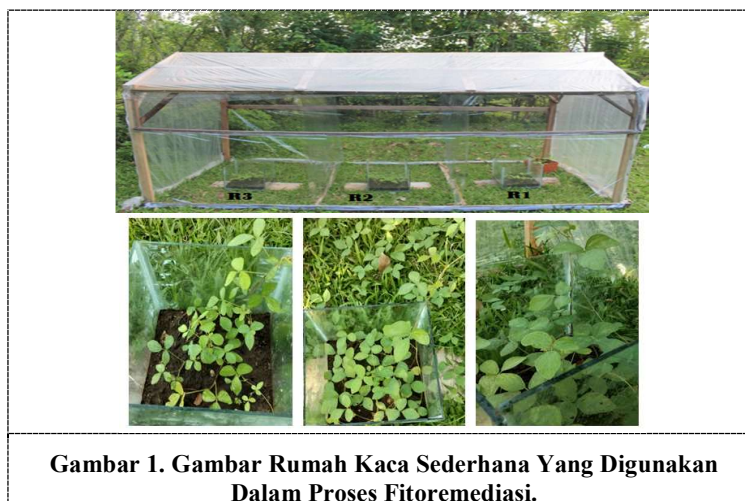 R3 R2 R1
Gambar 1. Gambar Rumah Kaca Sederhana Yang Digunakan
Dalam Proses Fitoremediasi.